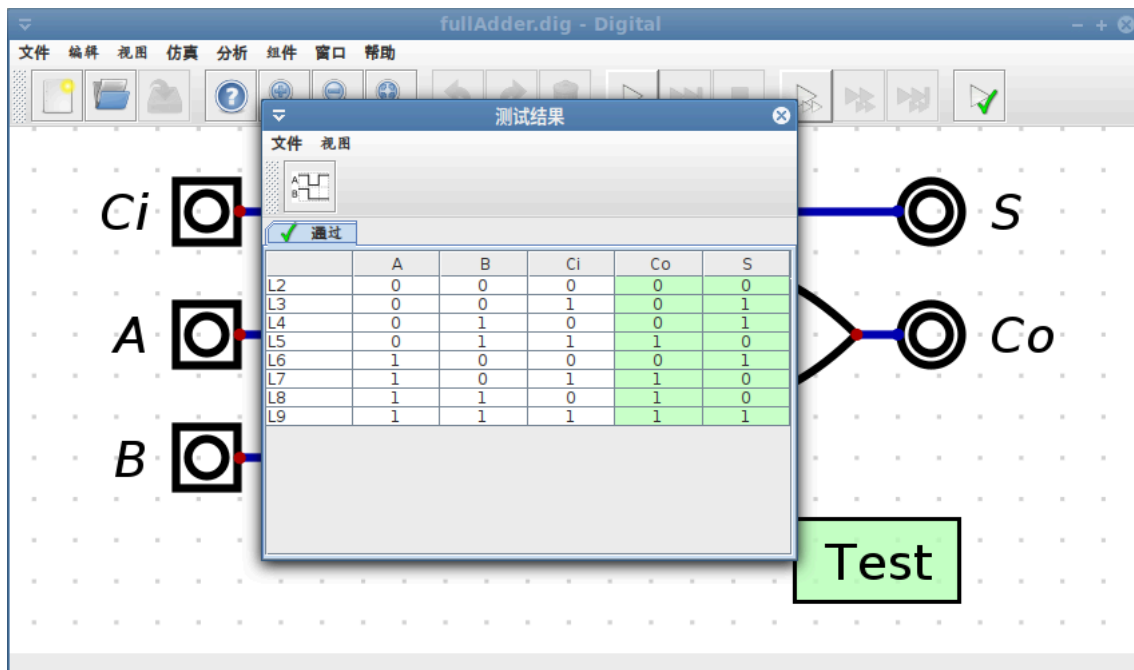 fullAdder.dig - Digital
文件 编辑 视图 仿真 分析 组件 窗口 帮助
测试结果
文件 视图
A
B
通过
A B Ci Co S
L2 0 0 0 0 0
L3 0 0 1 0 1
L4 0 1 0 0 1
L5 0 1 1 1 0
L6 1 0 0 0 1
L7 1 0 1 1 0
L8 1 1 0 1 0
L9 1 1 1 1 1
Ci
S
A
Co
B
Test